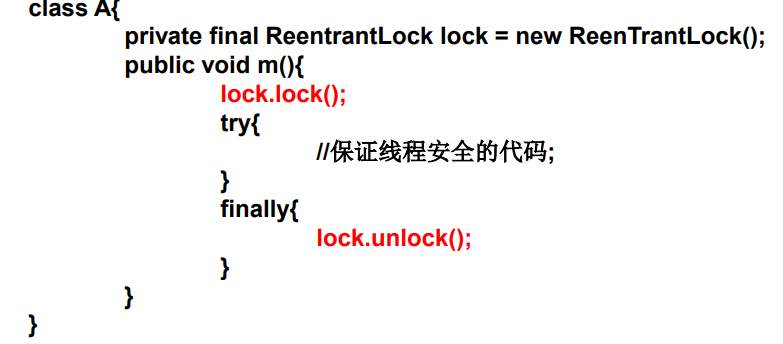 class A{
private final ReentrantLock lock = new ReenTrantLock();
public void m(){
lock.lock();
try{
//保证线程安全的代码;
}
finally{
lock.unlock();
}
}
}